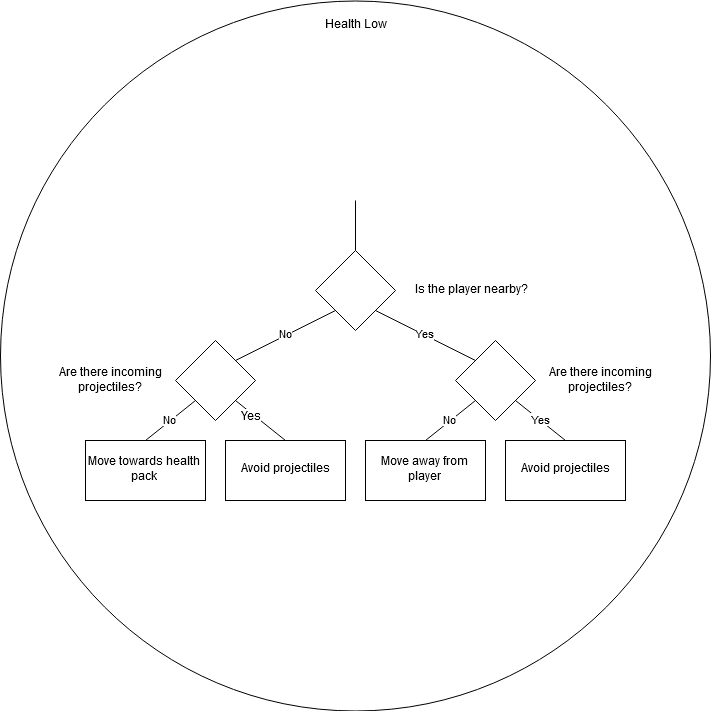 Health Low
Is the player nearby?
No
Yes
Are there incoming
projectiles?
Are there incoming
projectiles?
No
Yes
No
Yes
Move towards health
pack
Avoid projectiles
Move away from
player
Avoid projectiles